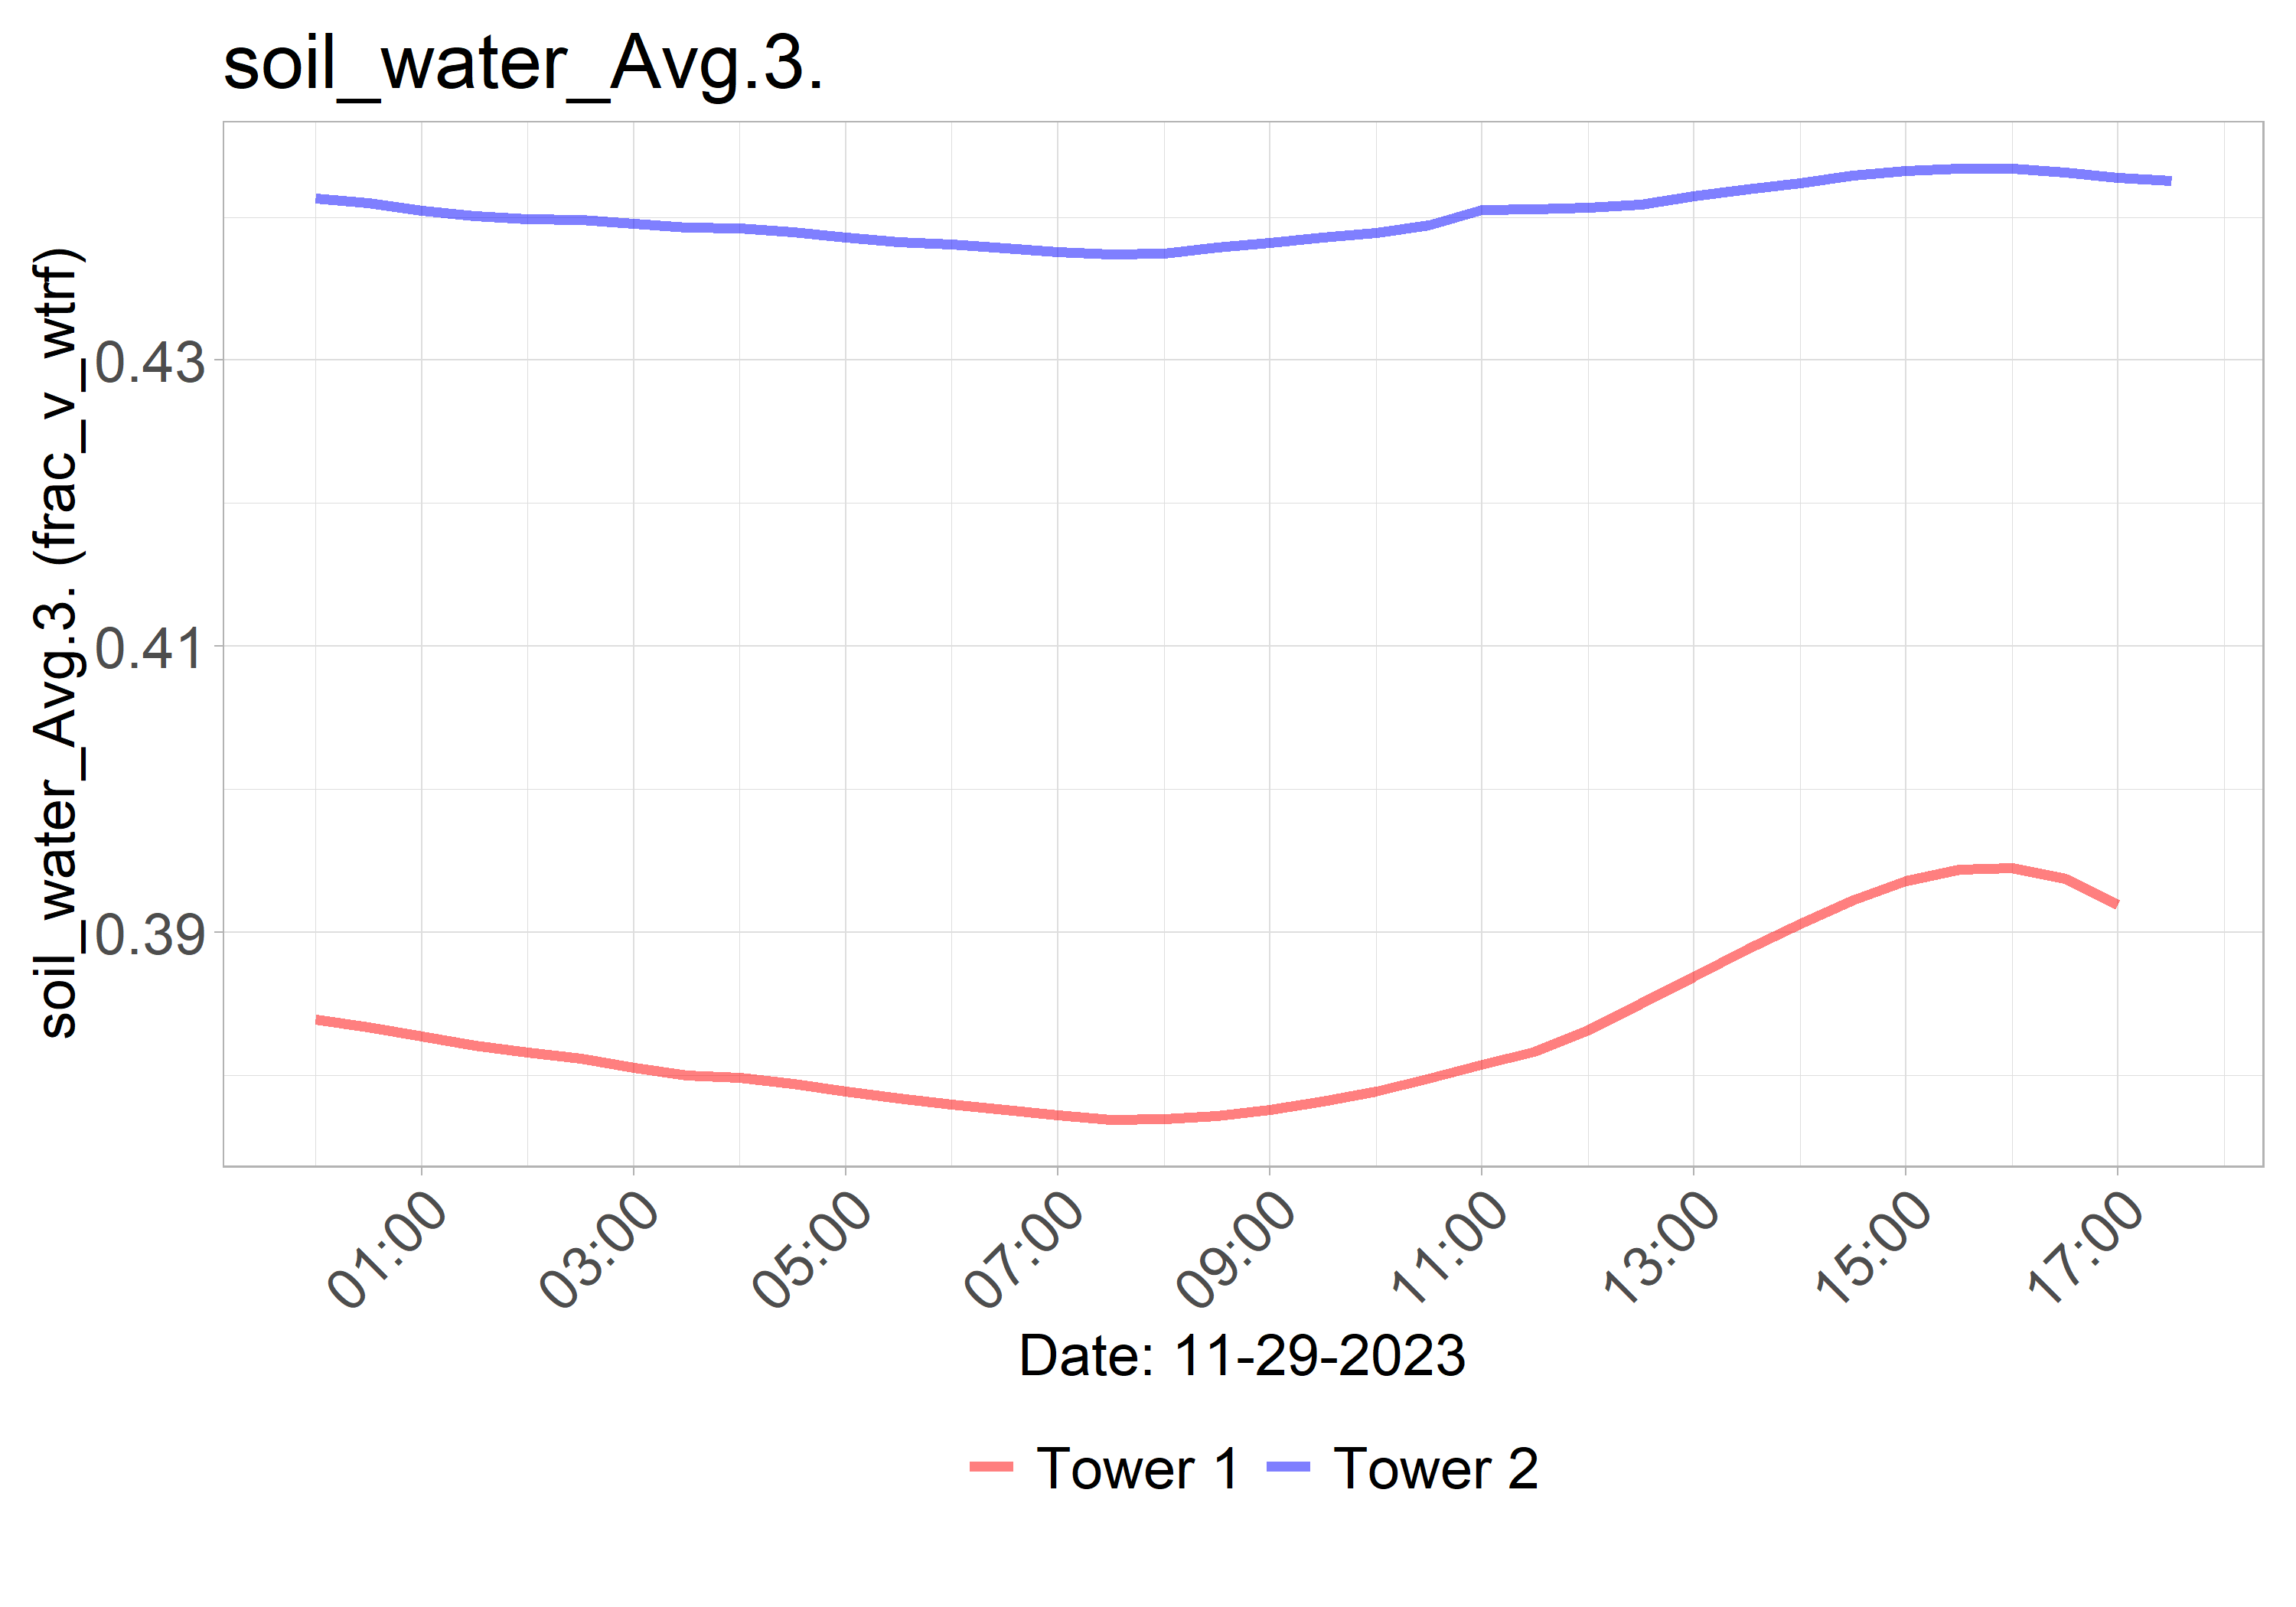 soil_water_Avg.3.
soil_water_Avg.3. (frac_v_wtrf)
0.43
0.41
0.39
01:00
03:00
05:00
07:00
09:00
11:00
13:00
15:00
17:00
Date: 11-29-2023
Tower 1
Tower 2